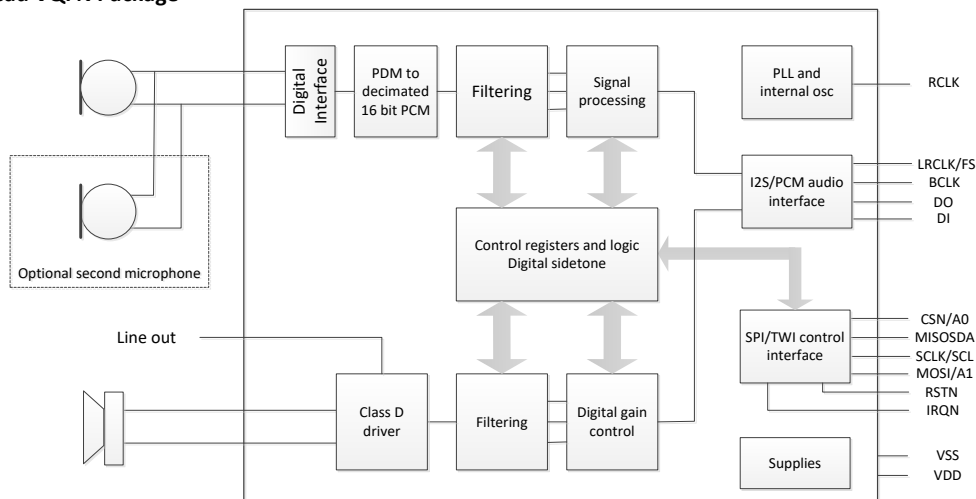 Digital
Interface
PDM to
decimated
16 bit PCM
Filtering
Signal
processing
PLL and
internal osc
RCLK
I2S/PCM audio
interface
LRCLK/FS
BCLK
DO
DI
Optional second microphone
Control registers and logic
Digital sidetone
Line out
SPI/TWI control
interface
CSN/A0
MISOSDA
SCLK/SCL
MOSI/A1
RSTN
IRQN
Class D
driver
Filtering
Digital gain
control
Supplies
VSS
VDD